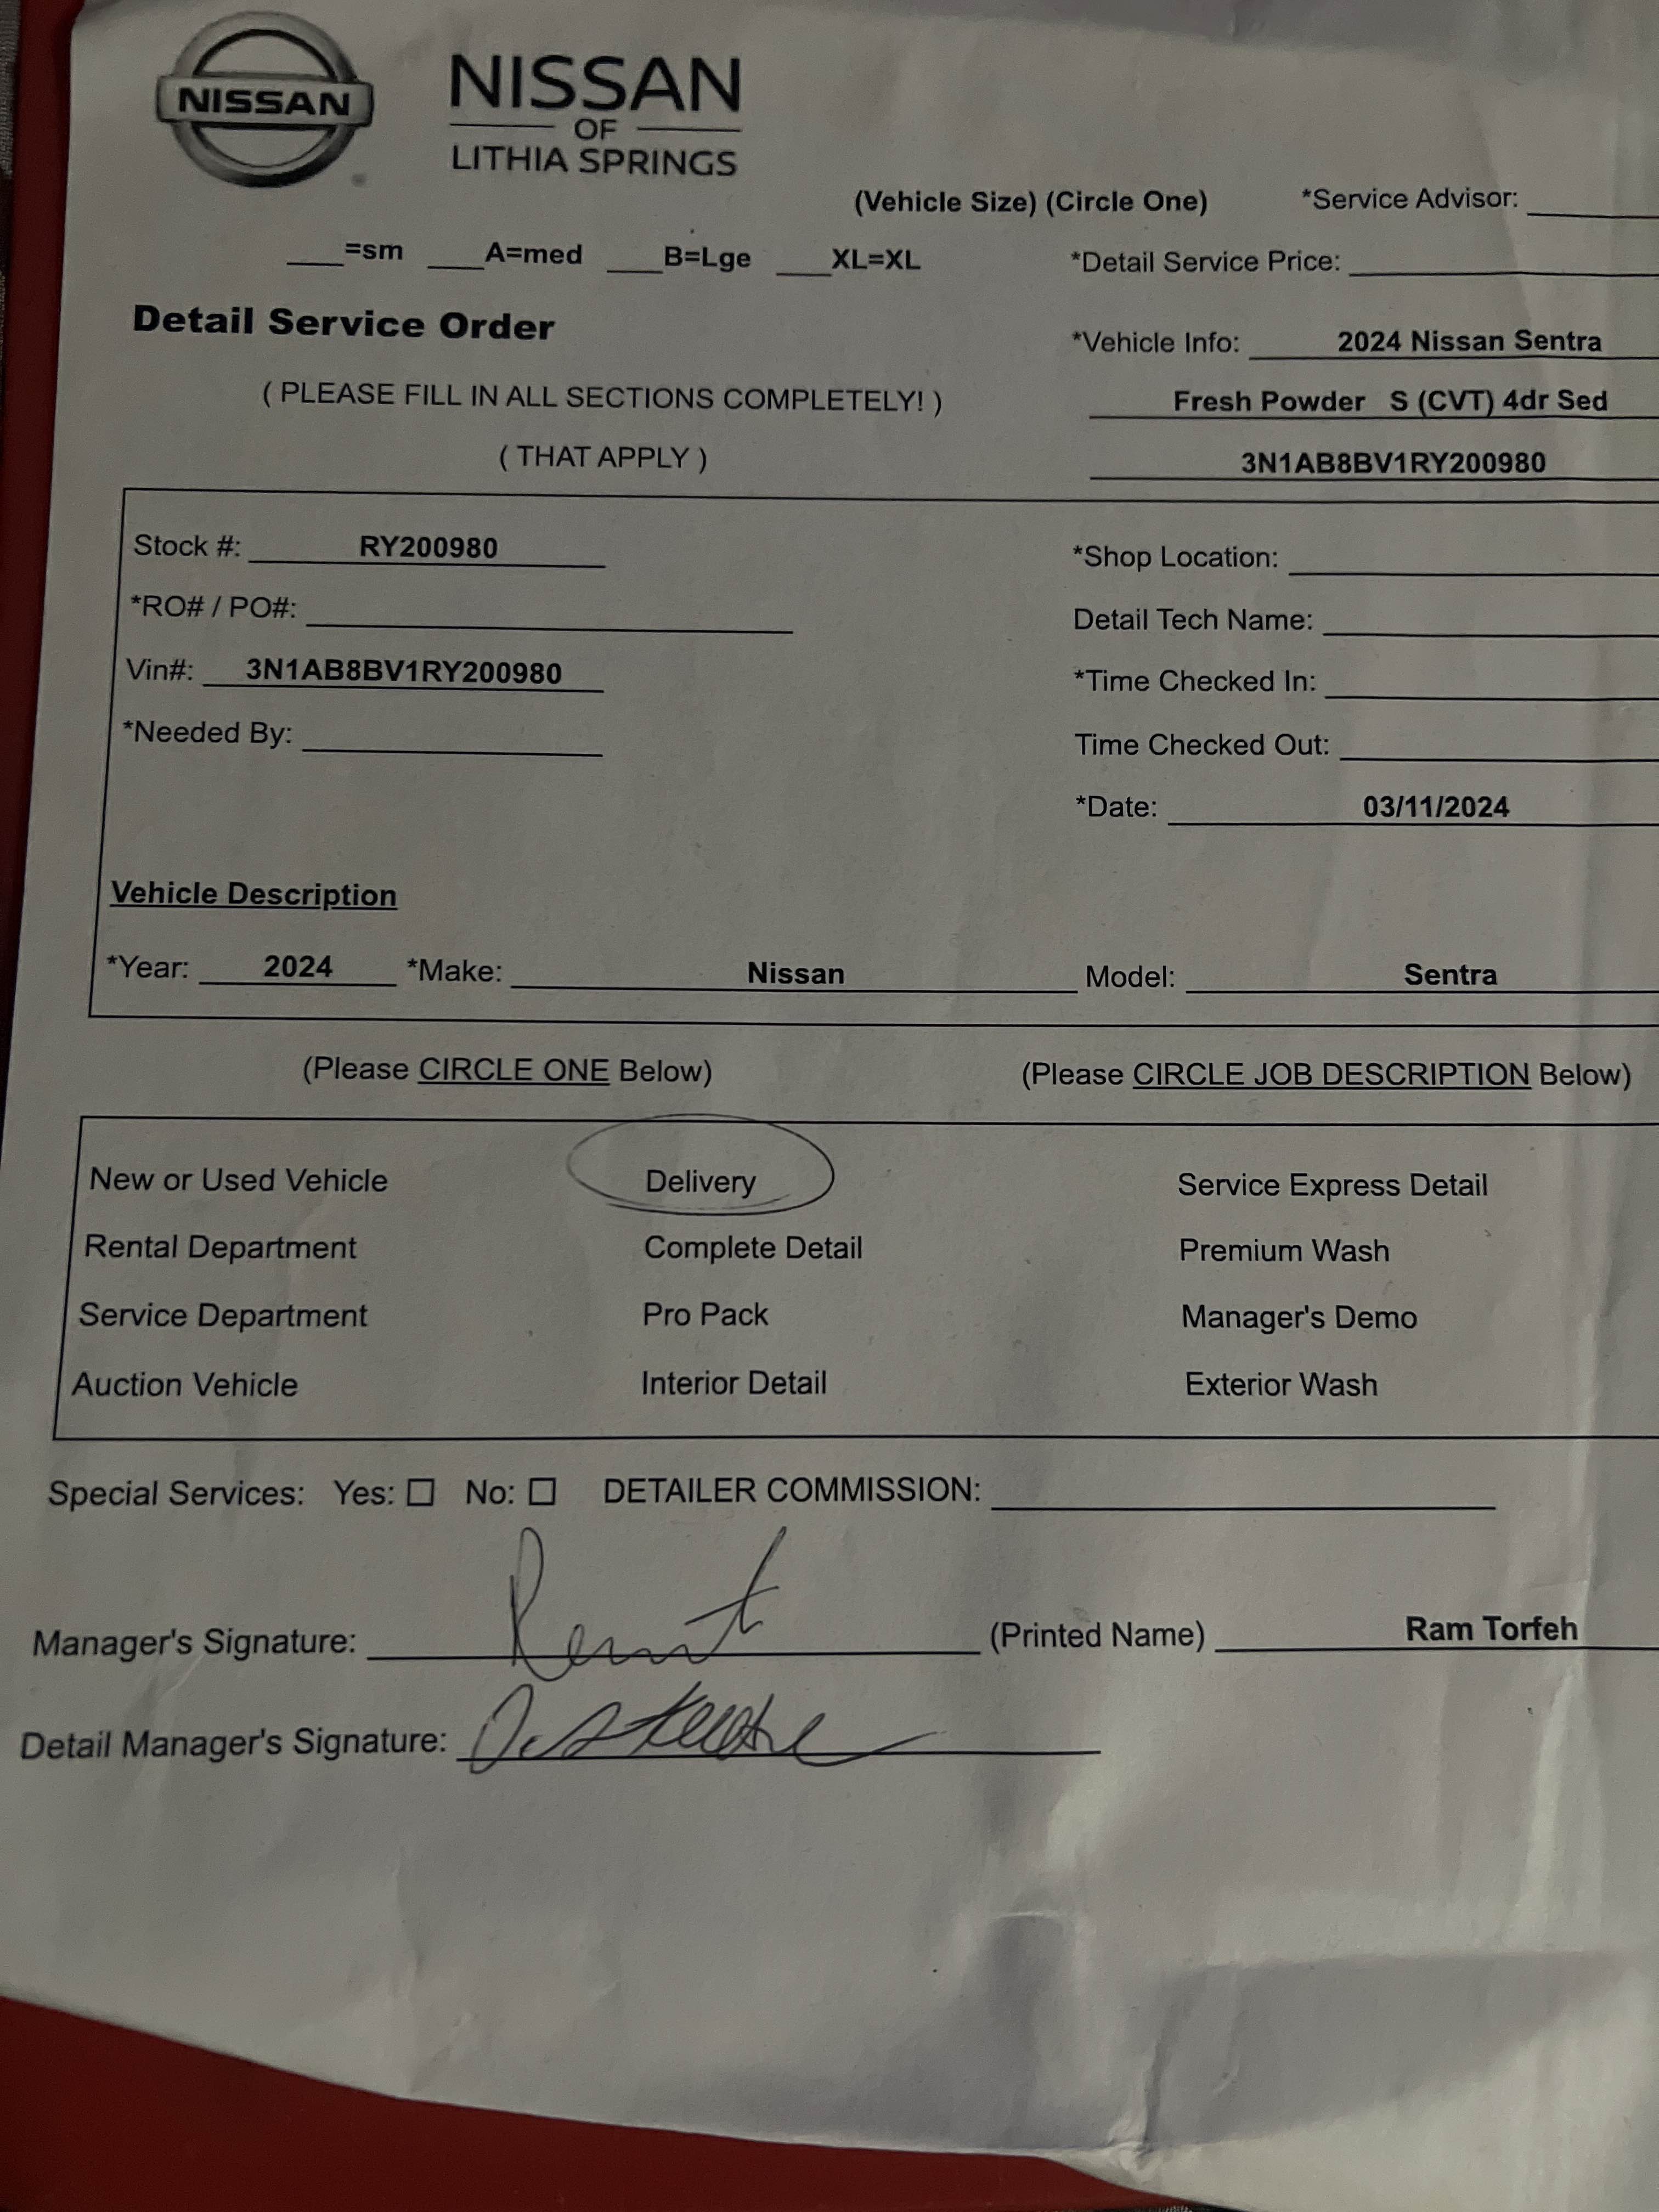 NISSAN
NISSAN
OF
LITHIA SPRINGS
(Vehicle Size) (Circle One) *Service Advisor:
___=sm ___A=med ___B=Lge ___XL=XL *Detail Service Price:
Detail Service Order
*Vehicle Info: 2024 Nissan Sentra
( PLEASE FILL IN ALL SECTIONS COMPLETELY! ) Fresh Powder S (CVT) 4dr Sed
( THAT APPLY ) 3N1AB8BV1RY200980
Stock #: RY200980 *Shop Location:
*RO# / PO#: Detail Tech Name:
Vin#: 3N1AB8BV1RY200980 *Time Checked In:
*Needed By: Time Checked Out:
*Date: 03/11/2024
Vehicle Description
*Year: 2024 *Make: Nissan Model: Sentra
(Please CIRCLE ONE Below) (Please CIRCLE JOB DESCRIPTION Below)
New or Used Vehicle Delivery Service Express Detail
Rental Department Complete Detail Premium Wash
Service Department Pro Pack Manager's Demo
Auction Vehicle Interior Detail Exterior Wash
Special Services: Yes: ☐ No: ☐ DETAILER COMMISSION:
Manager's Signature: (Printed Name) Ram Torfeh
Detail Manager's Signature: